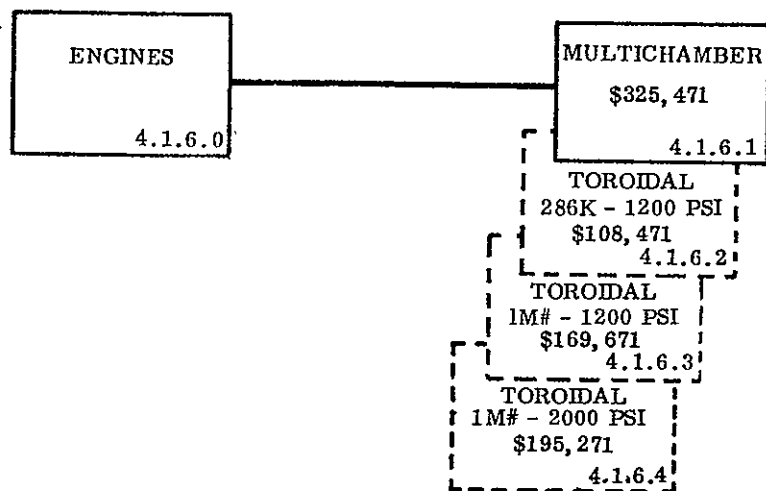 ENGINES
4.1.6.0
MULTICHAMBER
$325,471
4.1.6.1
TOROIDAL
286K - 1200 PSI
$108,471
4.1.6.2
TOROIDAL
1M# - 1200 PSI
$169,671
4.1.6.3
TOROIDAL
1M# - 2000 PSI
$195,271
4.1.6.4